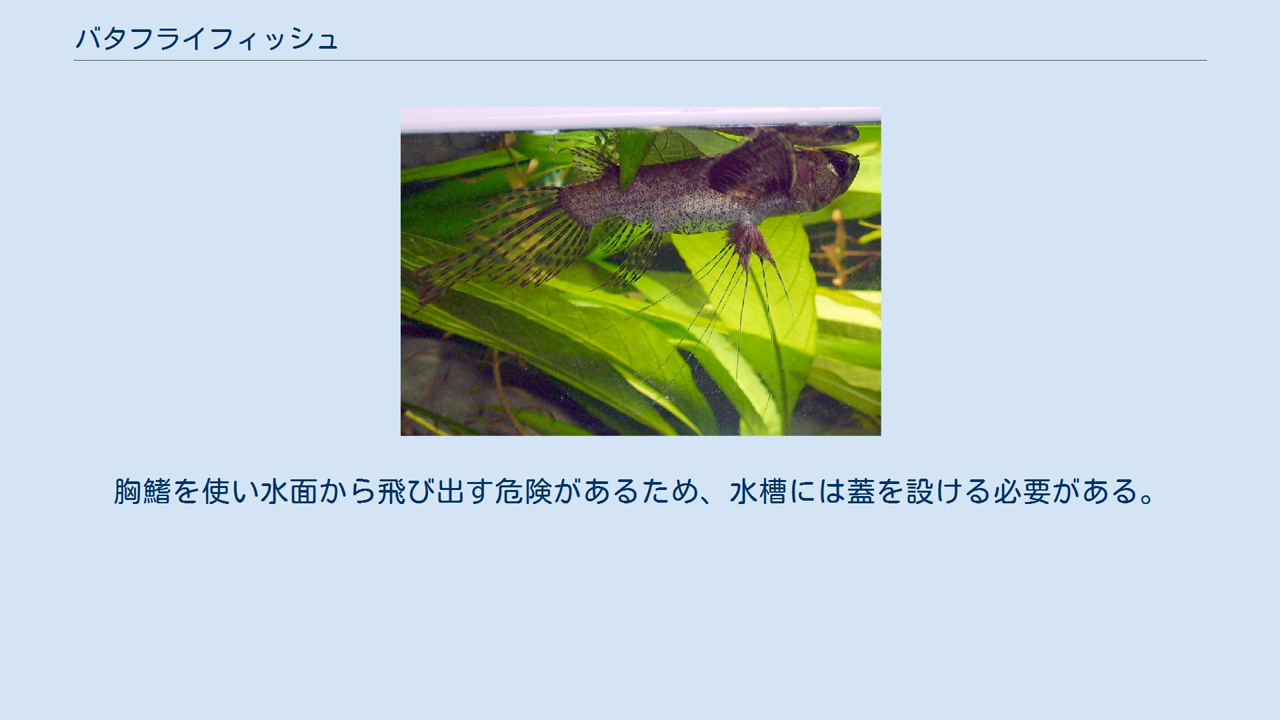 バタフライフィッシュ
胸鰭を使い水面から飛び出す危険があるため、水槽には蓋を設ける必要がある。